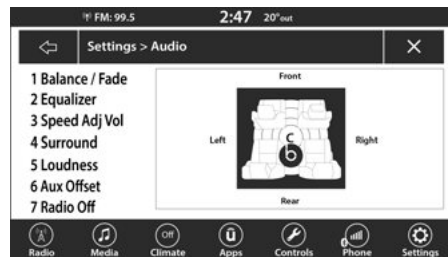 FM: 99.5 2:47 20°out
Settings > Audio
1 Balance / Fade
2 Equalizer
3 Speed Adj Vol
4 Surround
5 Loudness
6 Aux Offset
7 Radio Off
Front
Left
C
b
Right
Rear
Off
ū
Radio Media Climate Apps Controls Phone Settings